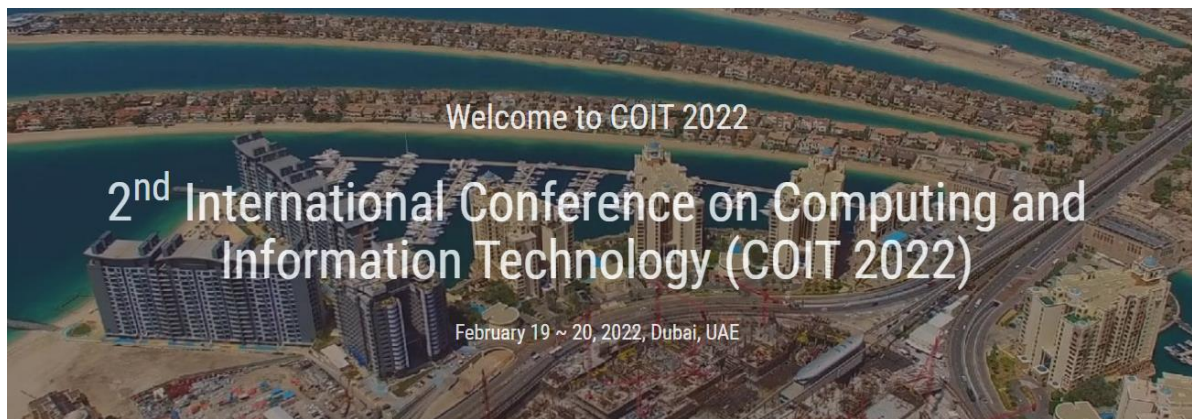 Welcome to COIT 2022
2nd International Conference on Computing and
Information Technology (COIT 2022)
February 19 ~ 20, 2022, Dubai, UAE